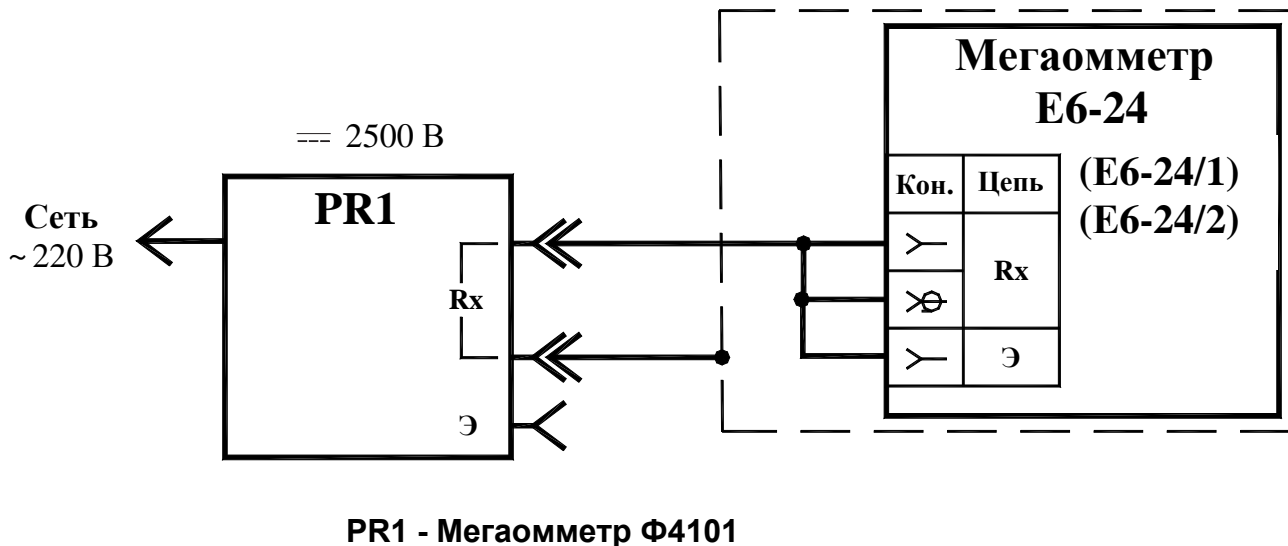 Мегаомметр
Е6-24
(Е6-24/1)
(Е6-24/2)
Кон. Цепь
Rx
Э
⎓ 2500 В
PR1
Сеть
~ 220 В
Rx
Э
PR1 - Мегаомметр Ф4101